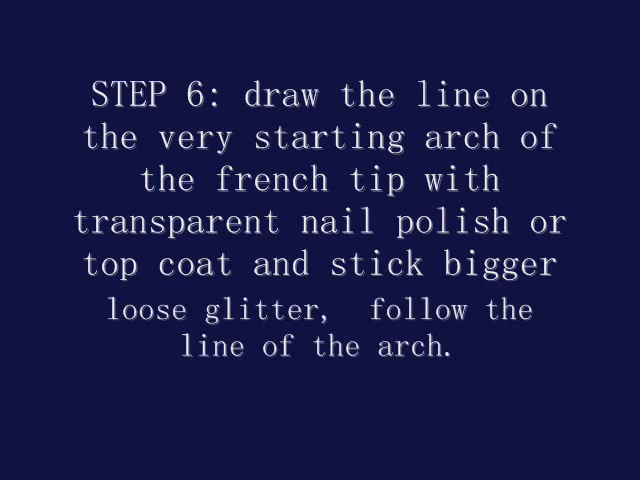 STEP 6: draw the line on
the very starting arch of
the french tip with
transparent nail polish or
top coat and stick bigger
loose glitter,  follow the
line of the arch.